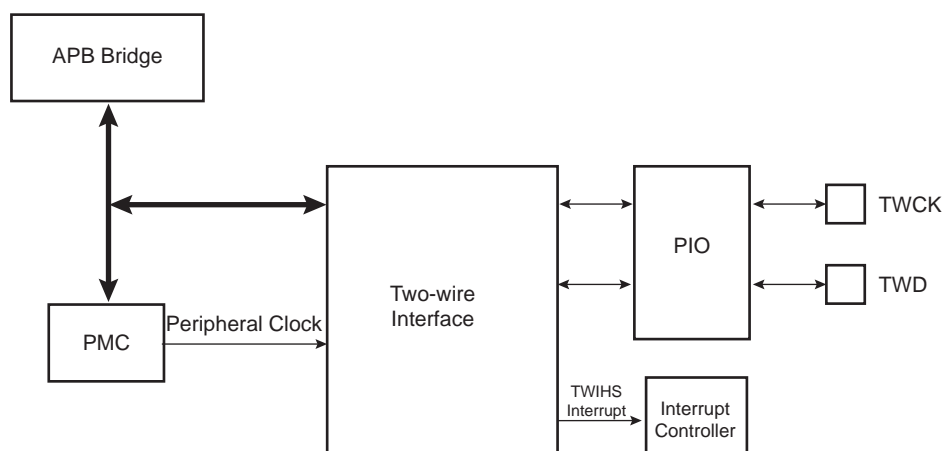 APB Bridge
TWCK
PIO
TWD
Two-wire
Interface
Peripheral Clock
PMC
TWIHS
Interrupt
Interrupt
Controller